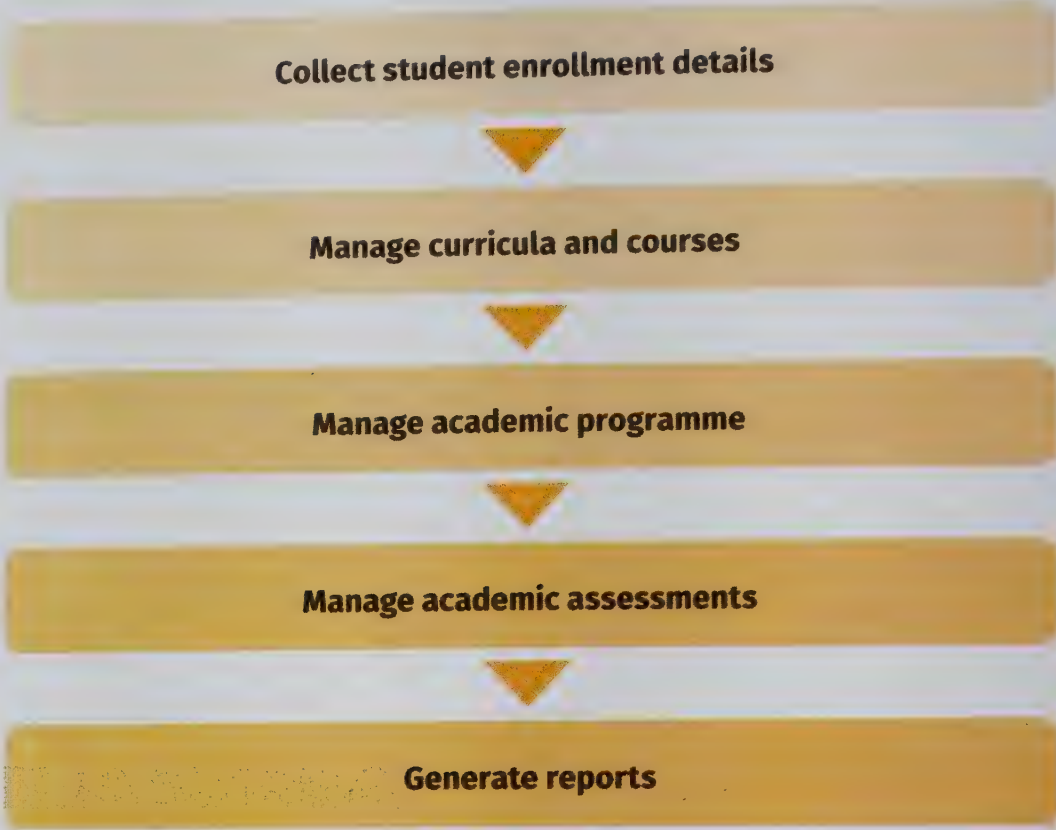 Collect student enrollment details
Manage curricula and courses
Manage academic programme
Manage academic assessments
Generate reports